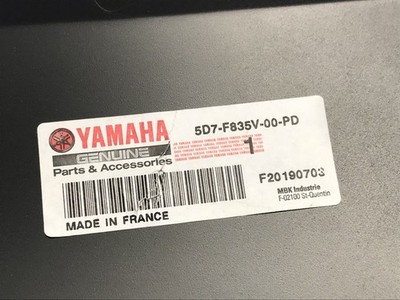 YAMAHA
GENUINE
Parts & Accessories
5D7-F835V-00-PD
1
F20190703
MBK Industrie
F-02100 St-Quentin
MADE IN FRANCE